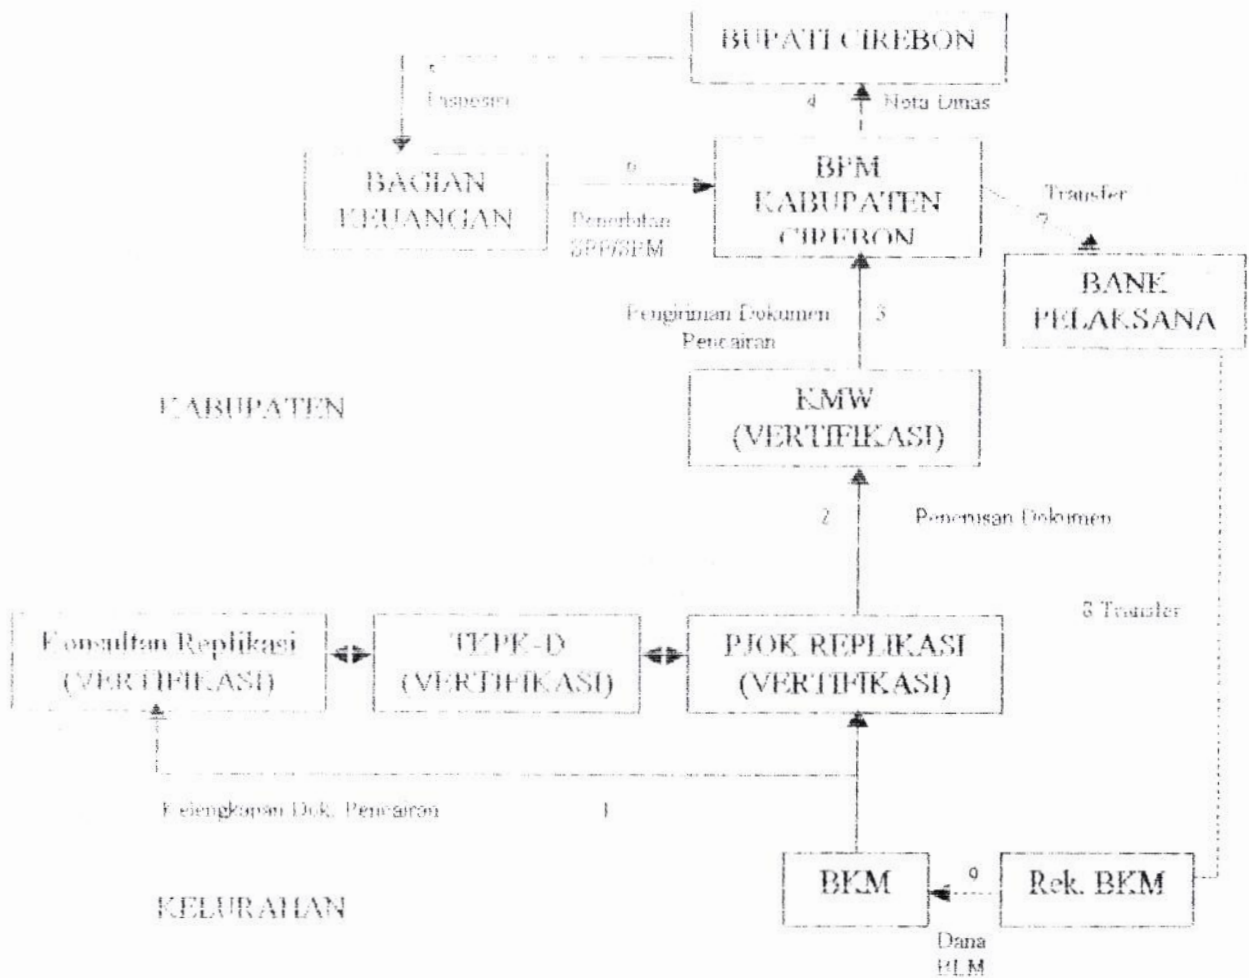 BUPATI CIREBON
5
Disposisi
4
Nota Dinas
BAGIAN
KEUANGAN
6
Penerbitan
SPP/SPM
BPM
KABUPATEN
CIREBON
Transfer
7
BANK
PELAKSANA
Pengiriman Dokumen
Pencairan
3
KABUPATEN
KMW
(VERTIFIKASI)
2
Penerusan Dokumen
8 Transfer
Konsultan Replikasi
(VERTIFIKASI)
TKPK-D
(VERTIFIKASI)
PJOK REPLIKASI
(VERTIFIKASI)
Kelengkapan Dok. Pencairan
1
BKM
9
Rek. BKM
KELURAHAN
Dana
BLM